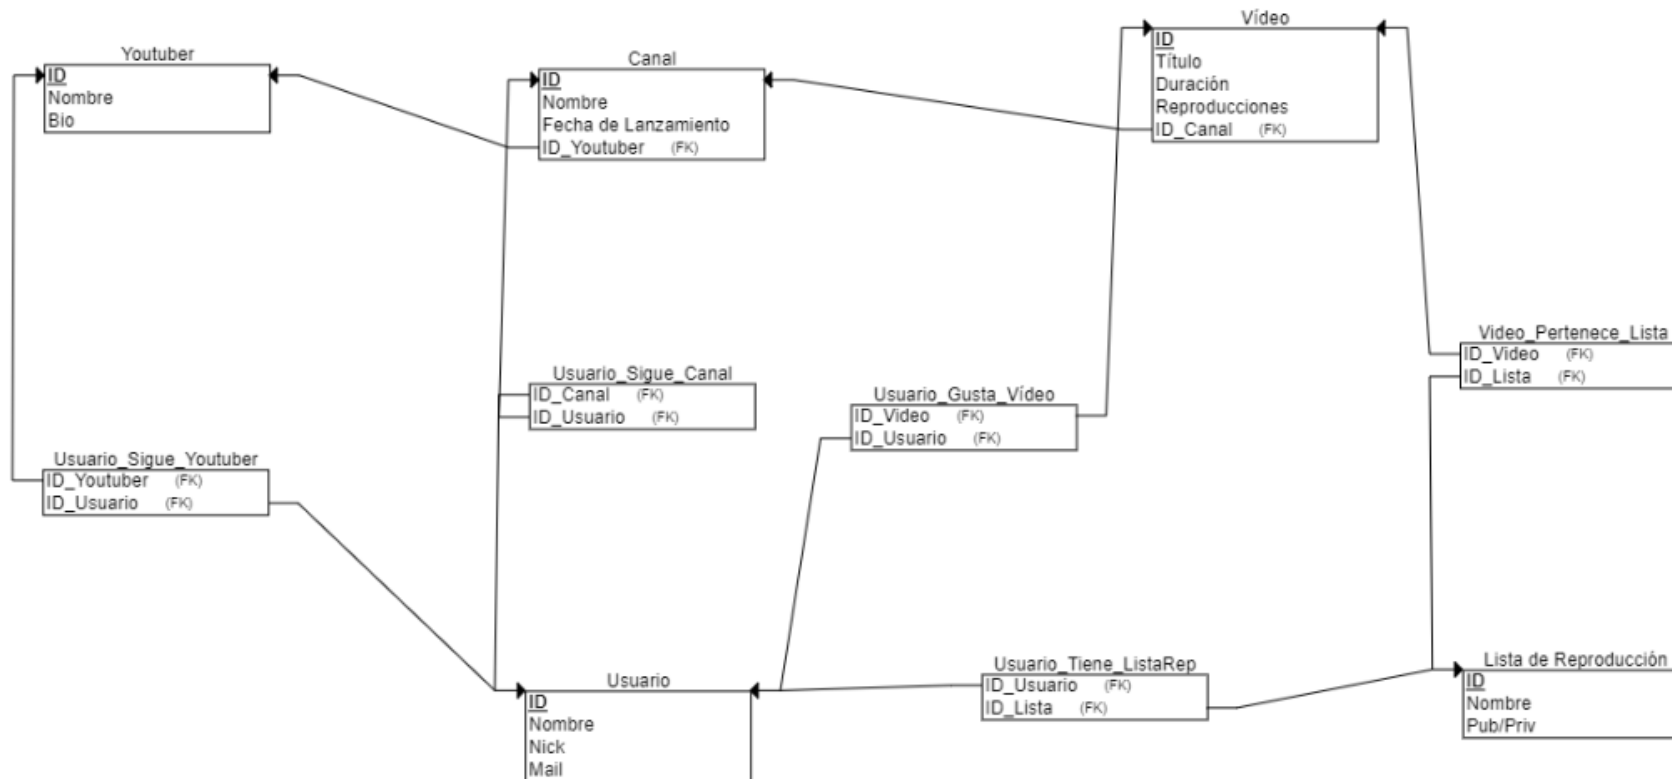 Youtuber
ID
Nombre
Bio
Canal
ID
Nombre
Fecha de Lanzamiento
ID_Youtuber (FK)
Vídeo
ID
Título
Duración
Reproducciones
ID_Canal (FK)
Usuario_Sigue_Youtuber
ID_Youtuber (FK)
ID_Usuario (FK)
Usuario_Sigue_Canal
ID_Canal (FK)
ID_Usuario (FK)
Usuario_Gusta_Vídeo
ID_Video (FK)
ID_Usuario (FK)
Video_Pertenece_Lista
ID_Video (FK)
ID_Lista (FK)
Usuario
ID
Nombre
Nick
Mail
Usuario_Tiene_ListaRep
ID_Usuario (FK)
ID_Lista (FK)
Lista de Reproducción
ID
Nombre
Pub/Priv